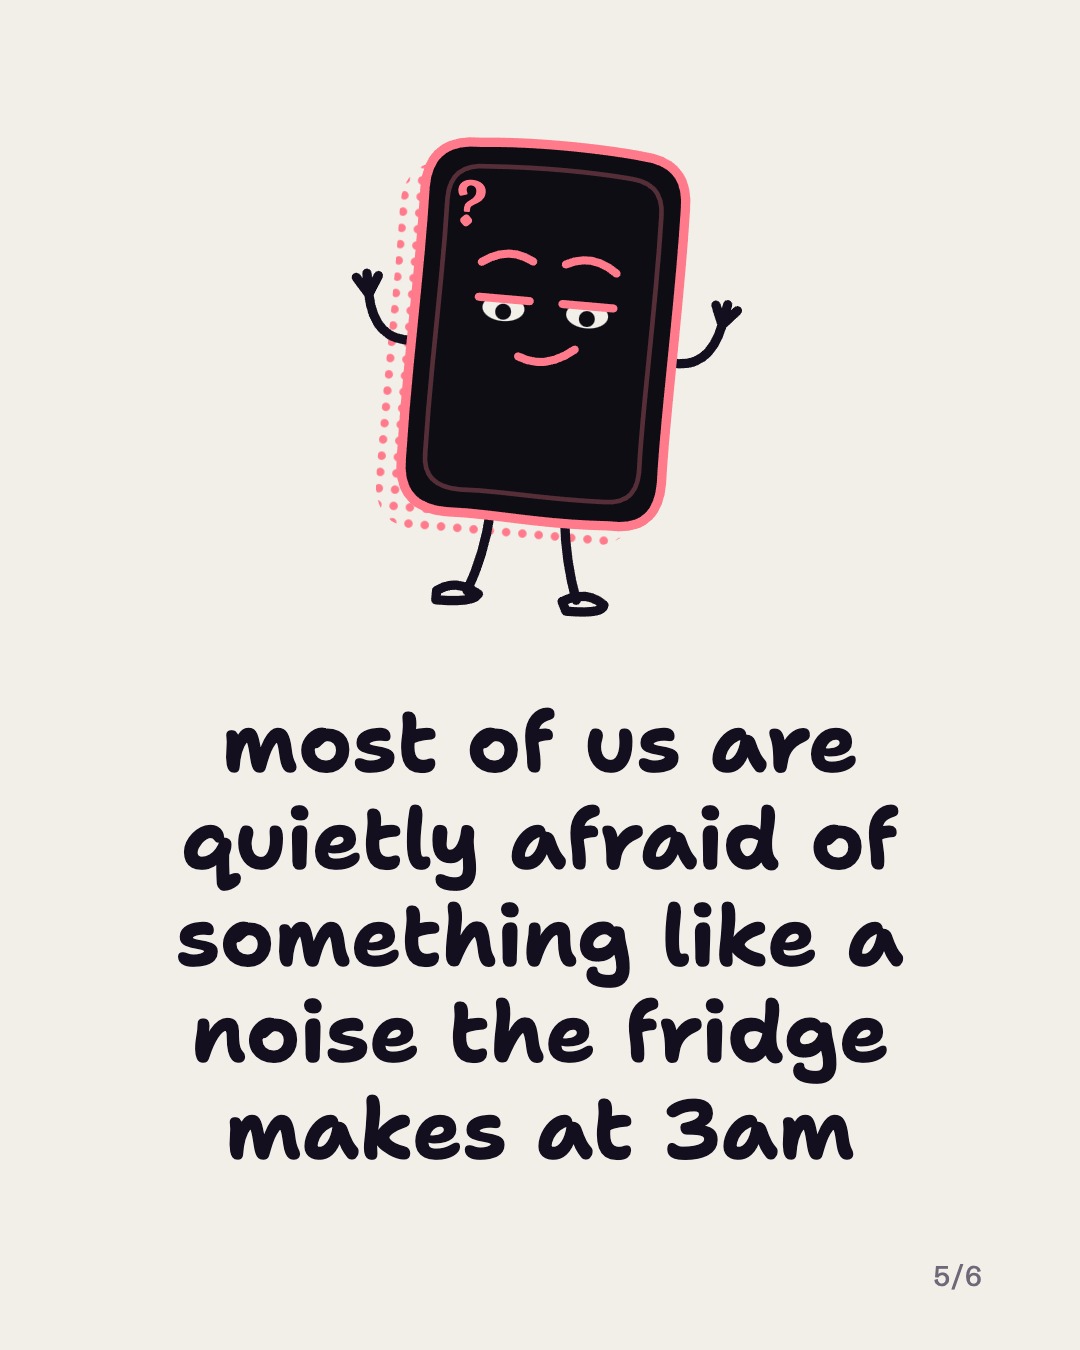 ?
most of us are
quietly afraid of
something like a
noise the fridge
makes at 3am
5/6